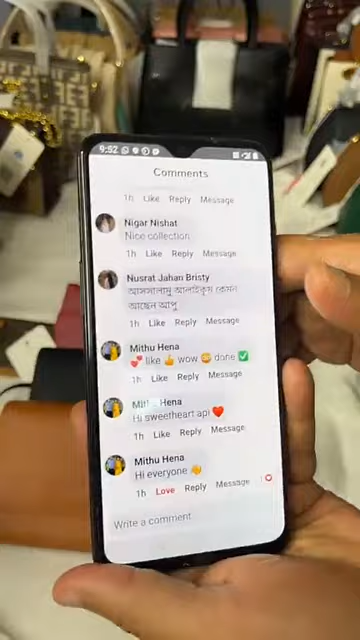 9:52
Comments
1h Like Reply Message
Nigar Nishat
Nice collection
1h Like Reply Message
Nusrat Jahan Bristy
আসসালামু আলাইকুম কেমন
আছেন আপু
1h Like Reply Message
Mithu Hena
💕 like 👍 wow 😍 done ✅
1h Like Reply Message
Mithu Hena
Hi sweetheart api ❤️
1h Like Reply Message
Mithu Hena
Hi everyone 👋
1h Love Reply Message
Write a comment